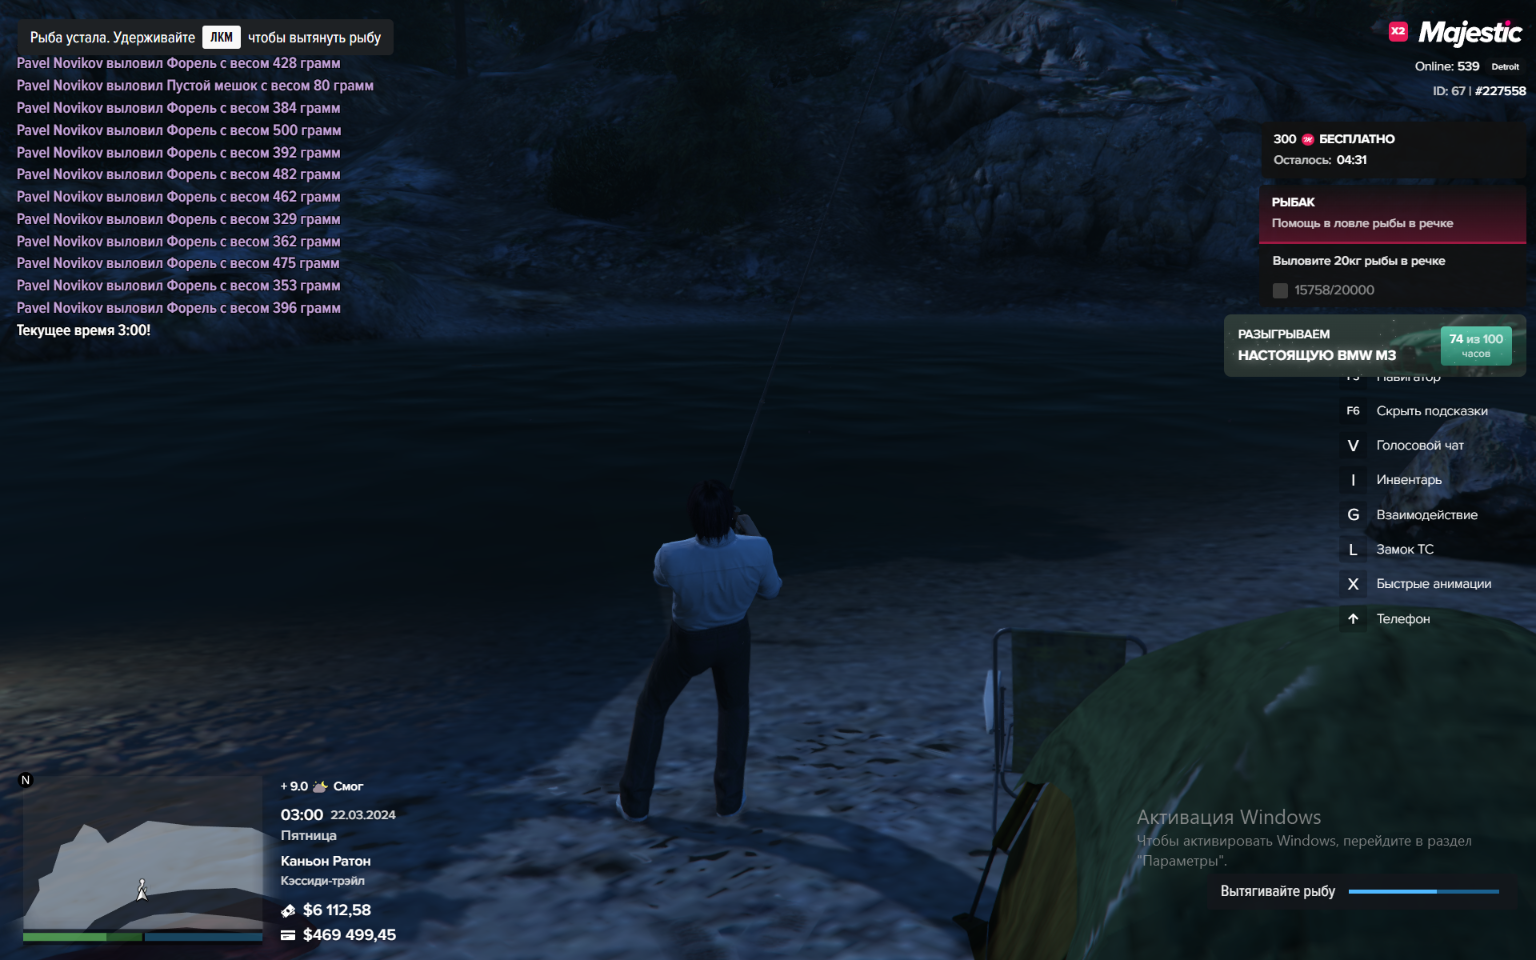 Рыба устала. Удерживайте ЛКМ чтобы вытянуть рыбу
Pavel Novikov выловил Форель с весом 428 грамм
Pavel Novikov выловил Пустой мешок с весом 80 грамм
Pavel Novikov выловил Форель с весом 384 грамм
Pavel Novikov выловил Форель с весом 500 грамм
Pavel Novikov выловил Форель с весом 392 грамм
Pavel Novikov выловил Форель с весом 482 грамм
Pavel Novikov выловил Форель с весом 462 грамм
Pavel Novikov выловил Форель с весом 329 грамм
Pavel Novikov выловил Форель с весом 362 грамм
Pavel Novikov выловил Форель с весом 475 грамм
Pavel Novikov выловил Форель с весом 353 грамм
Pavel Novikov выловил Форель с весом 396 грамм
Текущее время 3:00!
X2 Majestic
Online: 539 Detroit
ID: 67 | #227558
300 БЕСПЛАТНО
Осталось: 04:31
РЫБАК
Помощь в ловле рыбы в речке
Выловите 20кг рыбы в речке
15758/20000
РАЗЫГРЫВАЕМ
НАСТОЯЩУЮ BMW M3
74 из 100
часов
Навигатор
F6 Скрыть подсказки
V Голосовой чат
I Инвентарь
G Взаимодействие
L Замок ТС
X Быстрые анимации
Телефон
N
+ 9.0 Смог
03:00 22.03.2024
Пятница
Каньон Ратон
Кэссиди-трэйл
$6 112,58
$469 499,45
Активация Windows
Чтобы активировать Windows, перейдите в раздел
"Параметры".
Вытягивайте рыбу